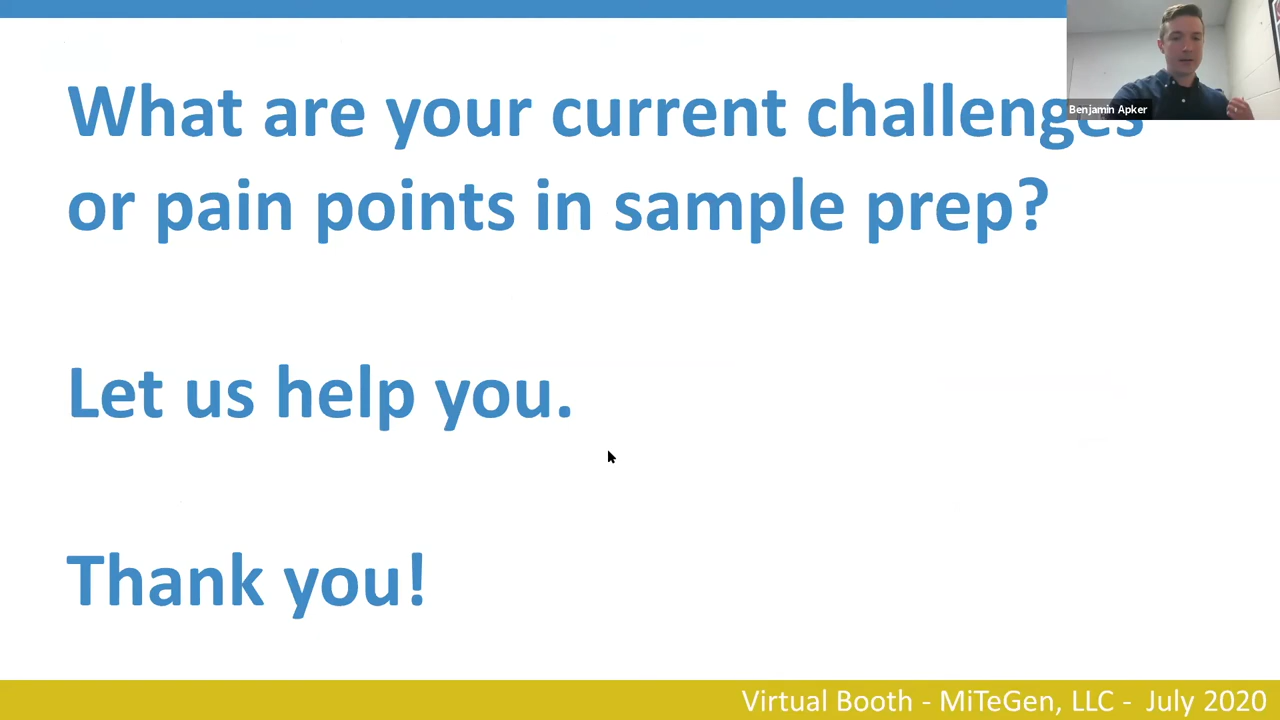 What are your current challenges
Benjamin Apker
or pain points in sample prep?
Let us help you.
Thank you!
Virtual Booth - MiTeGen, LLC - July 2020